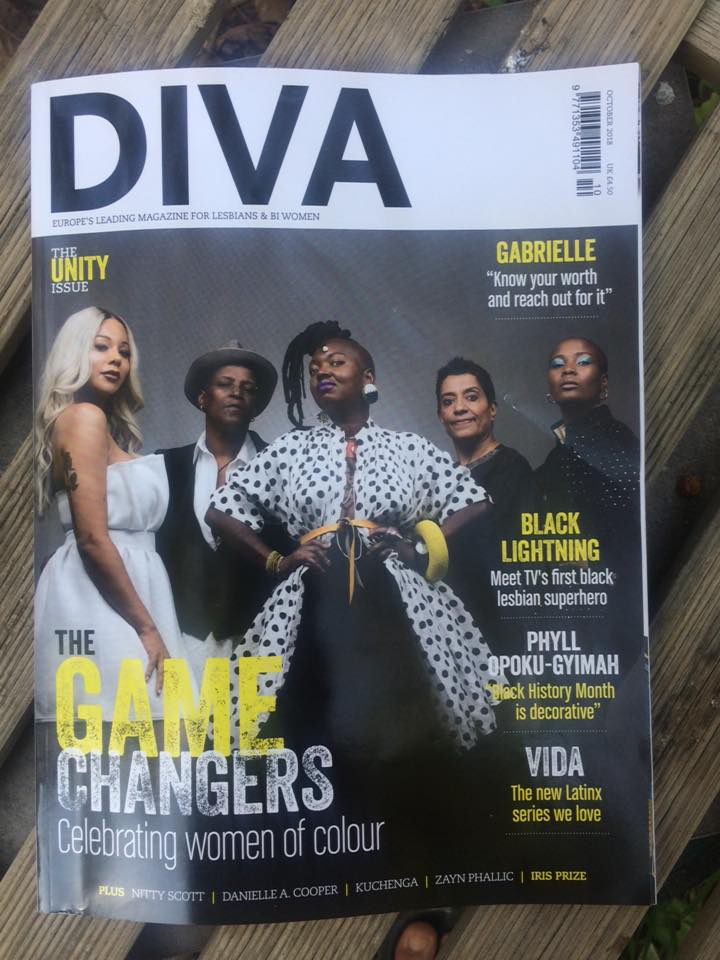 DIVA
EUROPE'S LEADING MAGAZINE FOR LESBIANS & BI WOMEN
OCTOBER 2018 UK £4.50
9 771353 491104
10
THE
UNITY
ISSUE
GABRIELLE
“Know your worth
and reach out for it”
BLACK
LIGHTNING
Meet TV's first black
lesbian superhero
PHYLL
OPOKU-GYIMAH
“Black History Month
is decorative”
VIDA
The new Latinx
series we love
THE
GAME
CHANGERS
Celebrating women of colour
PLUS NITTY SCOTT | DANIELLE A. COOPER | KUCHENGA | ZAYN PHALLIC | IRIS PRIZE